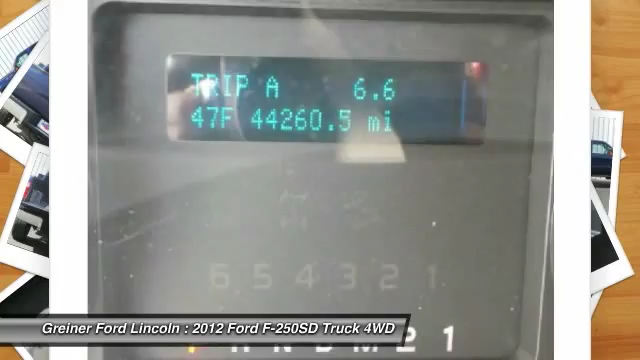 TRIP A 6.6
47F 44260.5 mi
6 5 4 3 2 1
Greiner Ford Lincoln : 2012 Ford F-250SD Truck 4WD
N D M 2 1